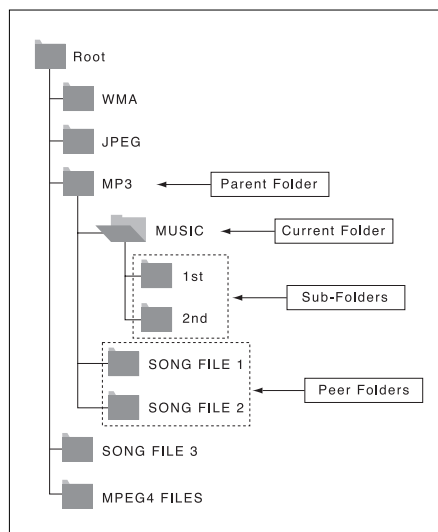 Root
WMA
JPEG
MP3
Parent Folder
MUSIC
Current Folder
1st
Sub-Folders
2nd
SONG FILE 1
Peer Folders
SONG FILE 2
SONG FILE 3
MPEG4 FILES